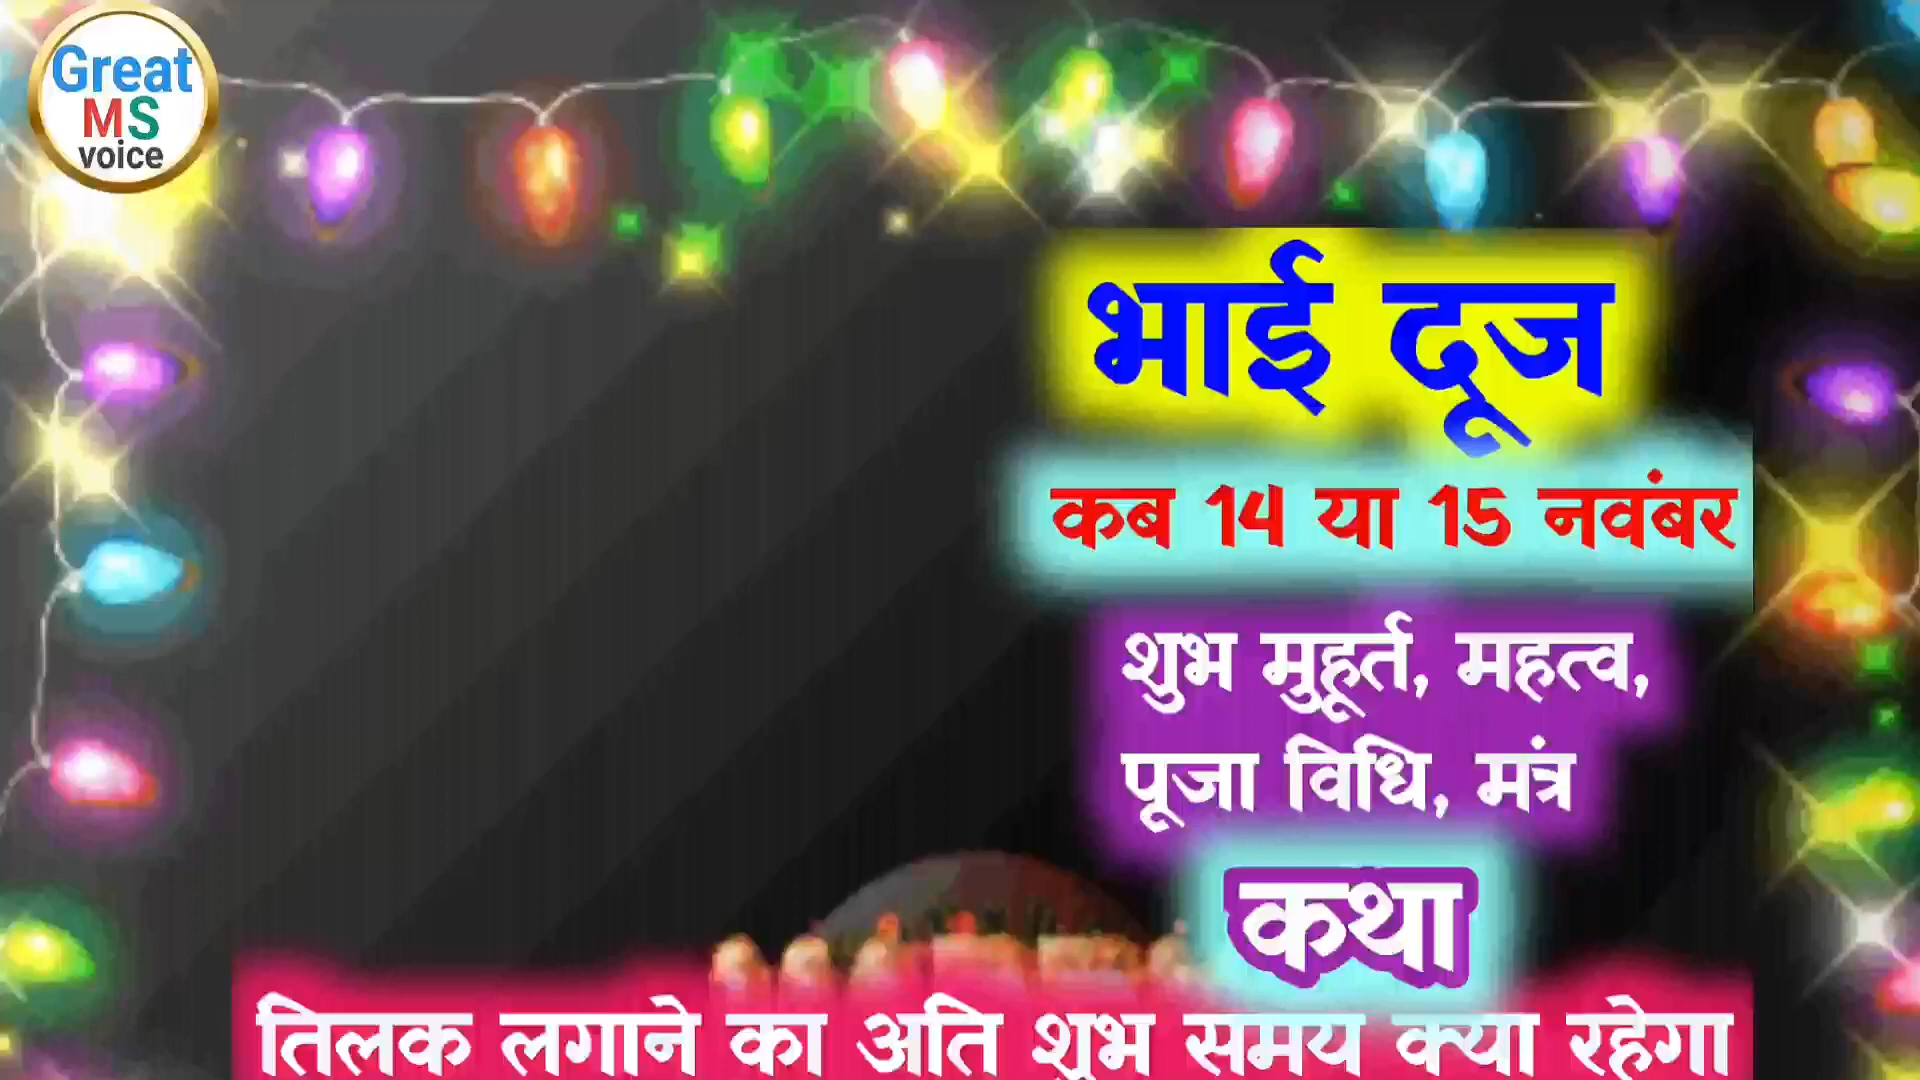 Great
MS
voice
भाई दूज
कब 14 या 15 नवंबर
शुभ मुहूर्त, महत्व,
पूजा विधि, मंत्र
कथा
तिलक लगाने का अति शुभ समय क्या रहेगा